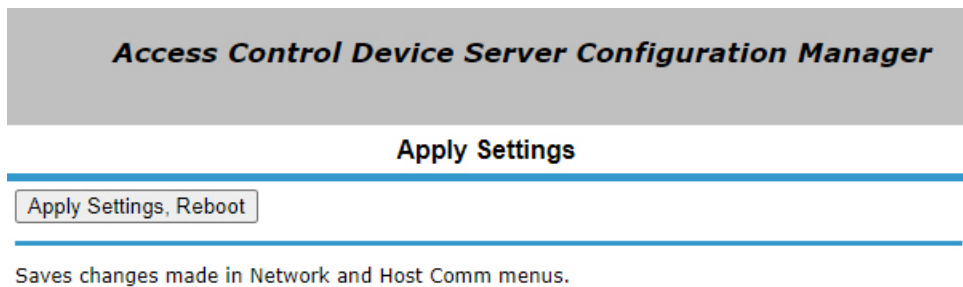 Access Control Device Server Configuration Manager
Apply Settings
Apply Settings, Reboot
Saves changes made in Network and Host Comm menus.